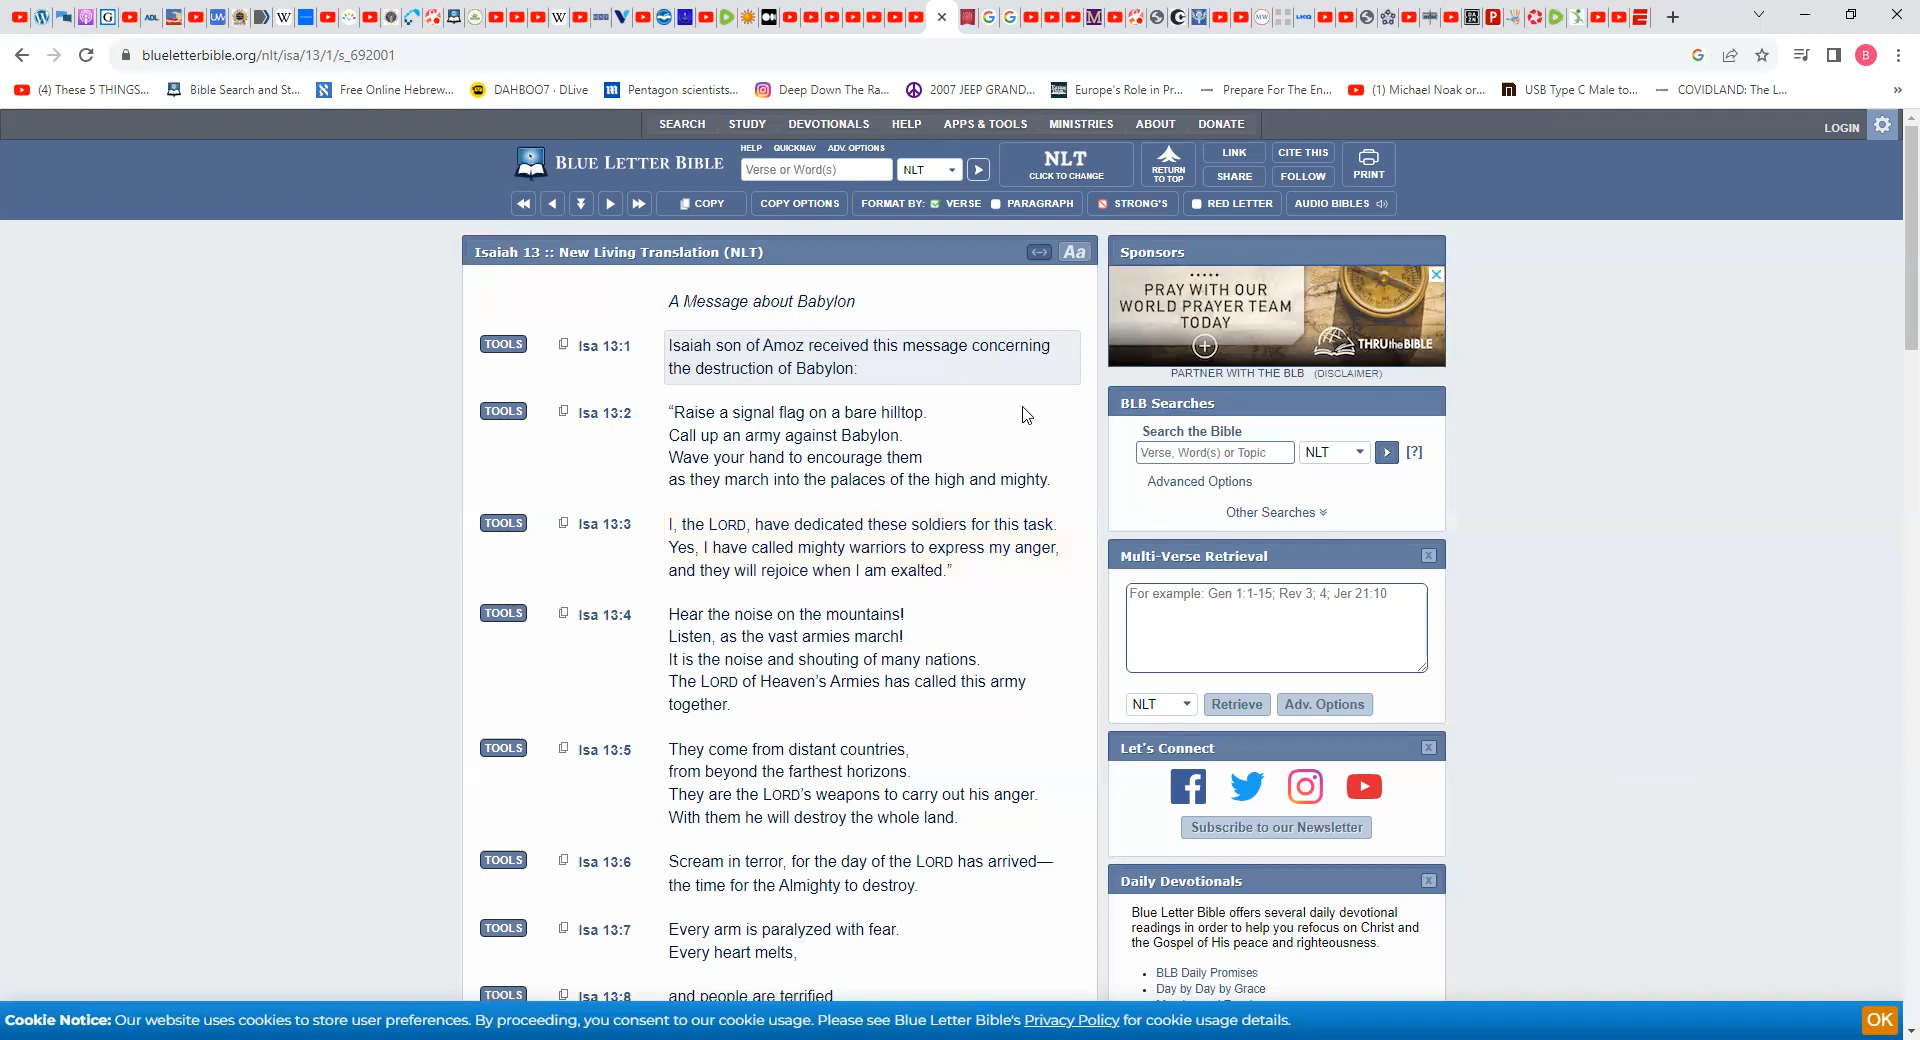 blueletterbible.org/nlt/isa/13/1/s_692001
B
(4) These 5 THINGS...
Bible Search and St...
Free Online Hebrew...
DAHBOO7 · DLive
Pentagon scientists...
Deep Down The Ra...
2007 JEEP GRAND...
Europe's Role in Pr...
Prepare For The En...
(1) Michael Noak or...
USB Type C Male to...
COVIDLAND: The L...
»
SEARCH STUDY DEVOTIONALS HELP APPS & TOOLS MINISTRIES ABOUT DONATE
LOGIN
BLUE LETTER BIBLE
HELP QUICKNAV ADV. OPTIONS
Verse or Word(s)
NLT
NLT
CLICK TO CHANGE
RETURN
TO TOP
LINK
SHARE
CITE THIS
FOLLOW
PRINT
COPY
COPY OPTIONS
FORMAT BY: VERSE PARAGRAPH
STRONG'S
RED LETTER
AUDIO BIBLES
Isaiah 13 :: New Living Translation (NLT)
Aa
A Message about Babylon
TOOLS Isa 13:1 Isaiah son of Amoz received this message concerning
the destruction of Babylon:
TOOLS Isa 13:2 “Raise a signal flag on a bare hilltop.
Call up an army against Babylon.
Wave your hand to encourage them
as they march into the palaces of the high and mighty.
TOOLS Isa 13:3 I, the LORD, have dedicated these soldiers for this task.
Yes, I have called mighty warriors to express my anger,
and they will rejoice when I am exalted.”
TOOLS Isa 13:4 Hear the noise on the mountains!
Listen, as the vast armies march!
It is the noise and shouting of many nations.
The LORD of Heaven’s Armies has called this army
together.
TOOLS Isa 13:5 They come from distant countries,
from beyond the farthest horizons.
They are the LORD’s weapons to carry out his anger.
With them he will destroy the whole land.
TOOLS Isa 13:6 Scream in terror, for the day of the LORD has arrived—
the time for the Almighty to destroy.
TOOLS Isa 13:7 Every arm is paralyzed with fear.
Every heart melts,
TOOLS Isa 13:8 and people are terrified
Sponsors
PRAY WITH OUR
WORLD PRAYER TEAM
TODAY
THRU the BIBLE
PARTNER WITH THE BLB (DISCLAIMER)
BLB Searches
Search the Bible
Verse, Word(s) or Topic
NLT
[?]
Advanced Options
Other Searches
Multi-Verse Retrieval
x
For example: Gen 1:1-15; Rev 3; 4; Jer 21:10
NLT
Retrieve
Adv. Options
Let's Connect
x
Subscribe to our Newsletter
Daily Devotionals
x
Blue Letter Bible offers several daily devotional
readings in order to help you refocus on Christ and
the Gospel of His peace and righteousness.
• BLB Daily Promises
• Day by Day by Grace
Cookie Notice: Our website uses cookies to store user preferences. By proceeding, you consent to our cookie usage. Please see Blue Letter Bible's Privacy Policy for cookie usage details.
OK